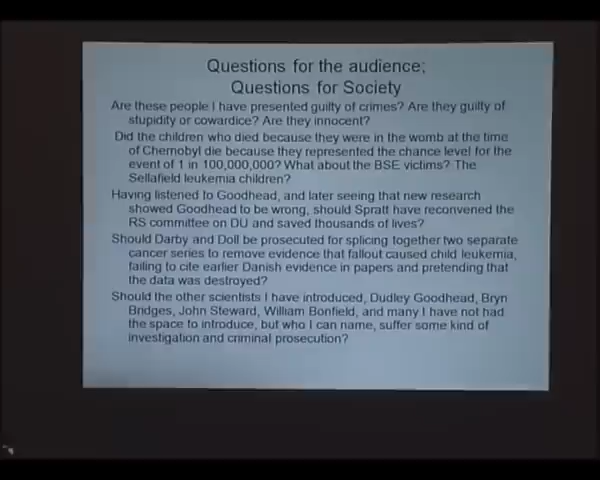 Questions for the audience;
Questions for Society
Are these people I have presented guilty of crimes? Are they guilty of
stupidity or cowardice? Are they innocent?
Did the children who died because they were in the womb at the time
of Chernobyl die because they represented the chance level for the
event of 1 in 100,000,000? What about the BSE victims? The
Sellafield leukemia children?
Having listened to Goodhead, and later seeing that new research
showed Goodhead to be wrong, should Spratt have reconvened the
RS committee on DU and saved thousands of lives?
Should Darby and Doll be prosecuted for splicing together two separate
cancer series to remove evidence that fallout caused child leukemia,
failing to cite earlier Danish evidence in papers and pretending that
the data was destroyed?
Should the other scientists I have introduced, Dudley Goodhead, Bryn
Bridges, John Steward, William Bonfield, and many I have not had
the space to introduce, but who I can name, suffer some kind of
investigation and criminal prosecution?